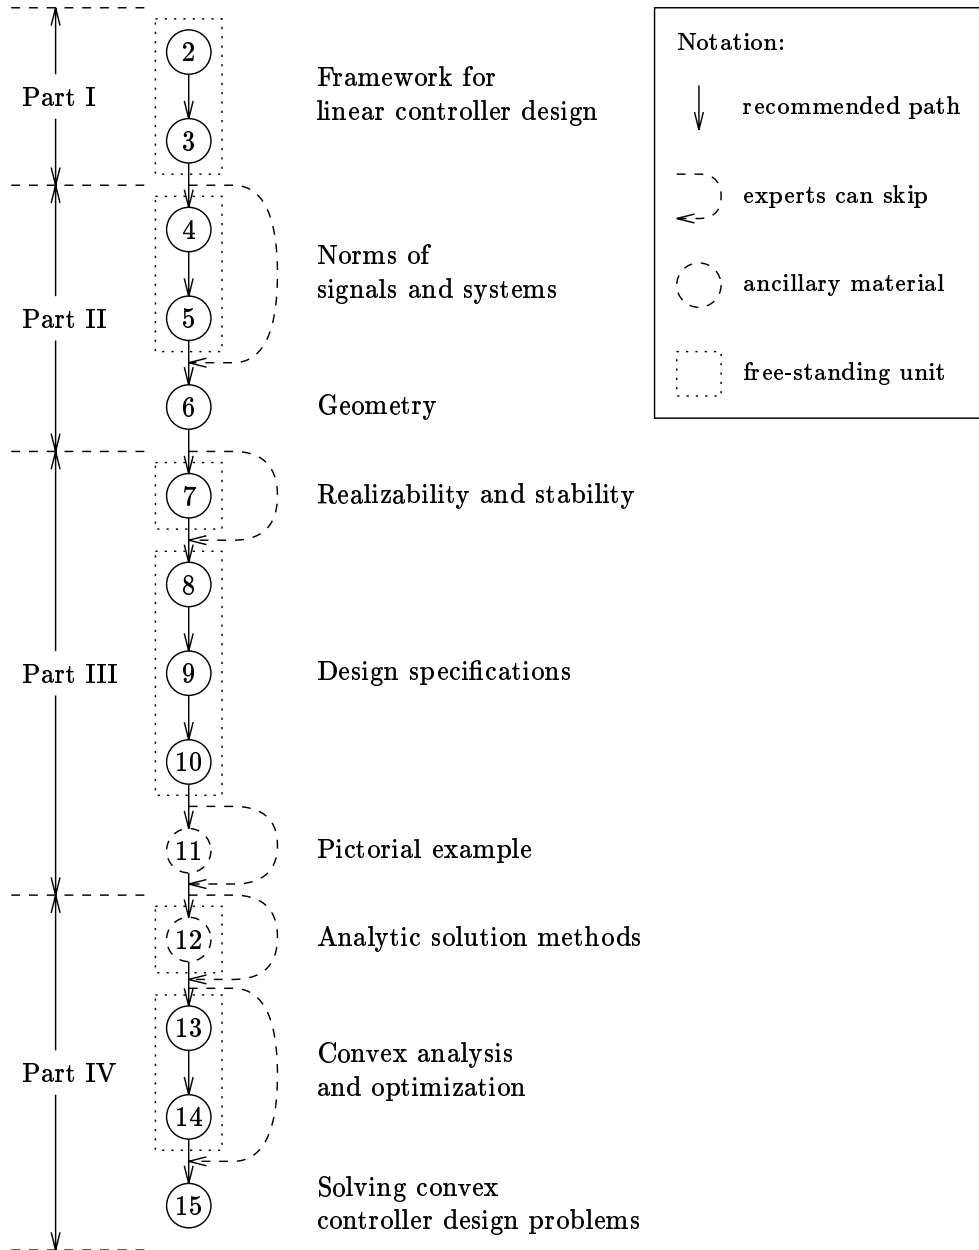 Part I
2
3
Framework for
linear controller design
Part II
4
5
Norms of
signals and systems
6
Geometry
Part III
7
Realizability and stability
8
9
Design specifications
10
11
Pictorial example
Part IV
12
Analytic solution methods
13
14
Convex analysis
and optimization
15
Solving convex
controller design problems
Notation:
recommended path
experts can skip
ancillary material
free-standing unit